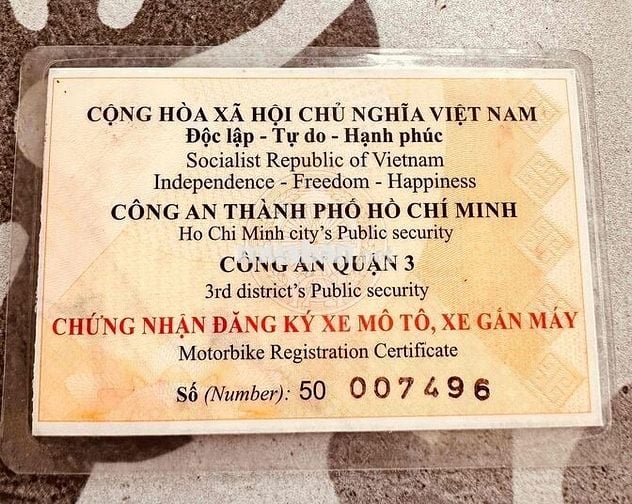 CỘNG HÒA XÃ HỘI CHỦ NGHĨA VIỆT NAM
Độc lập - Tự do - Hạnh phúc
Socialist Republic of Vietnam
Independence - Freedom - Happiness
CÔNG AN THÀNH PHỐ HỒ CHÍ MINH
Ho Chi Minh city's Public security
CÔNG AN QUẬN 3
3rd district's Public security
CHỨNG NHẬN ĐĂNG KÝ XE MÔ TÔ, XE GẮN MÁY
Motorbike Registration Certificate
Số (Number): 50 007496